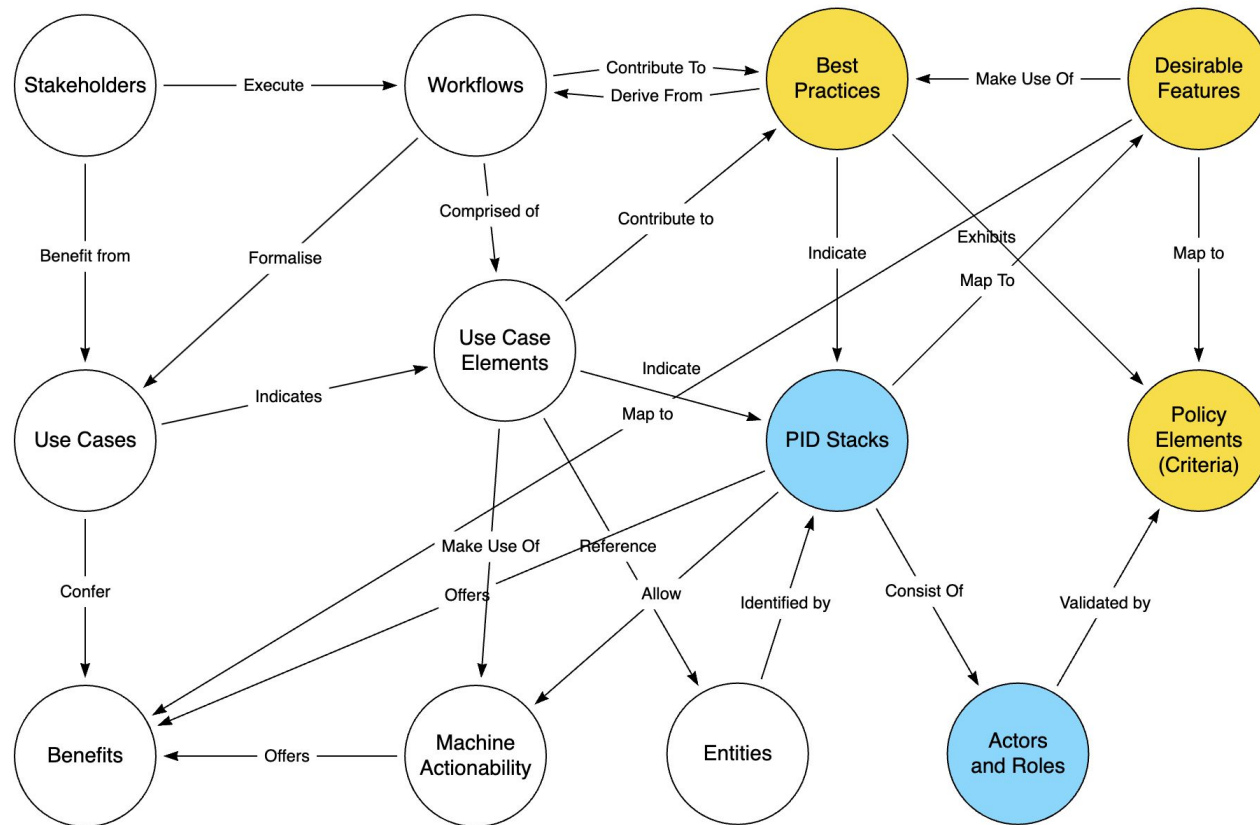 Stakeholders
Execute
Workflows
Contribute To
Derive From
Best
Practices
Make Use Of
Desirable
Features
Benefit from
Formalise
Comprised of
Contribute to
Indicate
Exhibits
Map To
Map to
Use Cases
Indicates
Use Case
Elements
Indicate
Map to
PID Stacks
Policy
Elements
(Criteria)
Confer
Make Use Of
Reference
Offers
Allow
Identified by
Consist Of
Validated by
Benefits
Offers
Machine
Actionability
Entities
Actors
and Roles